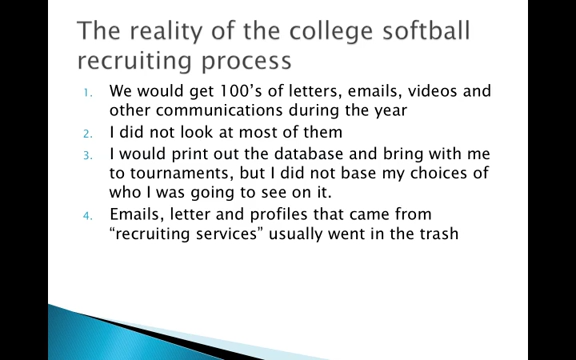 The reality of the college softball
recruiting process
1. We would get 100's of letters, emails, videos and
other communications during the year
2. I did not look at most of them
3. I would print out the database and bring with me
to tournaments, but I did not base my choices of
who I was going to see on it.
4. Emails, letter and profiles that came from
“recruiting services” usually went in the trash